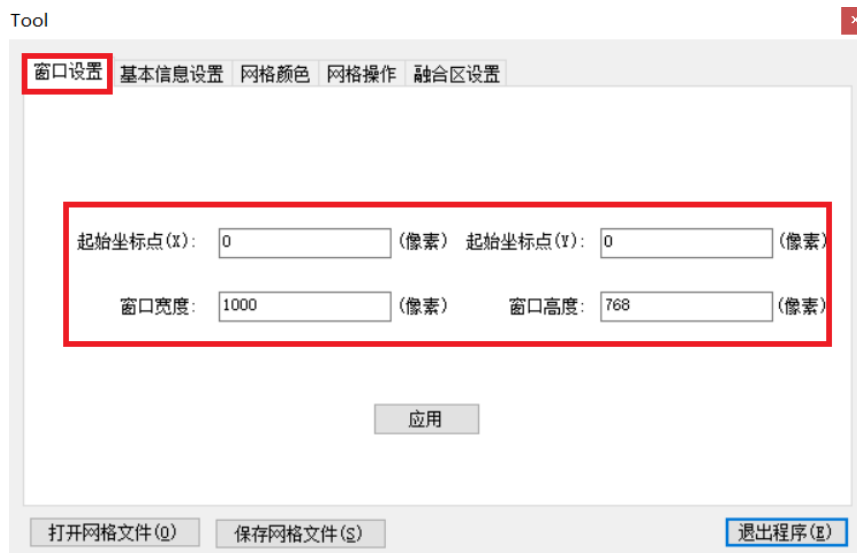 Tool
窗口设置 基本信息设置 网格颜色 网格操作 融合区设置
起始坐标点(X): 0 (像素) 起始坐标点(Y): 0 (像素)
窗口宽度: 1000 (像素) 窗口高度: 768 (像素)
应用
打开网格文件(O) 保存网格文件(S) 退出程序(E)